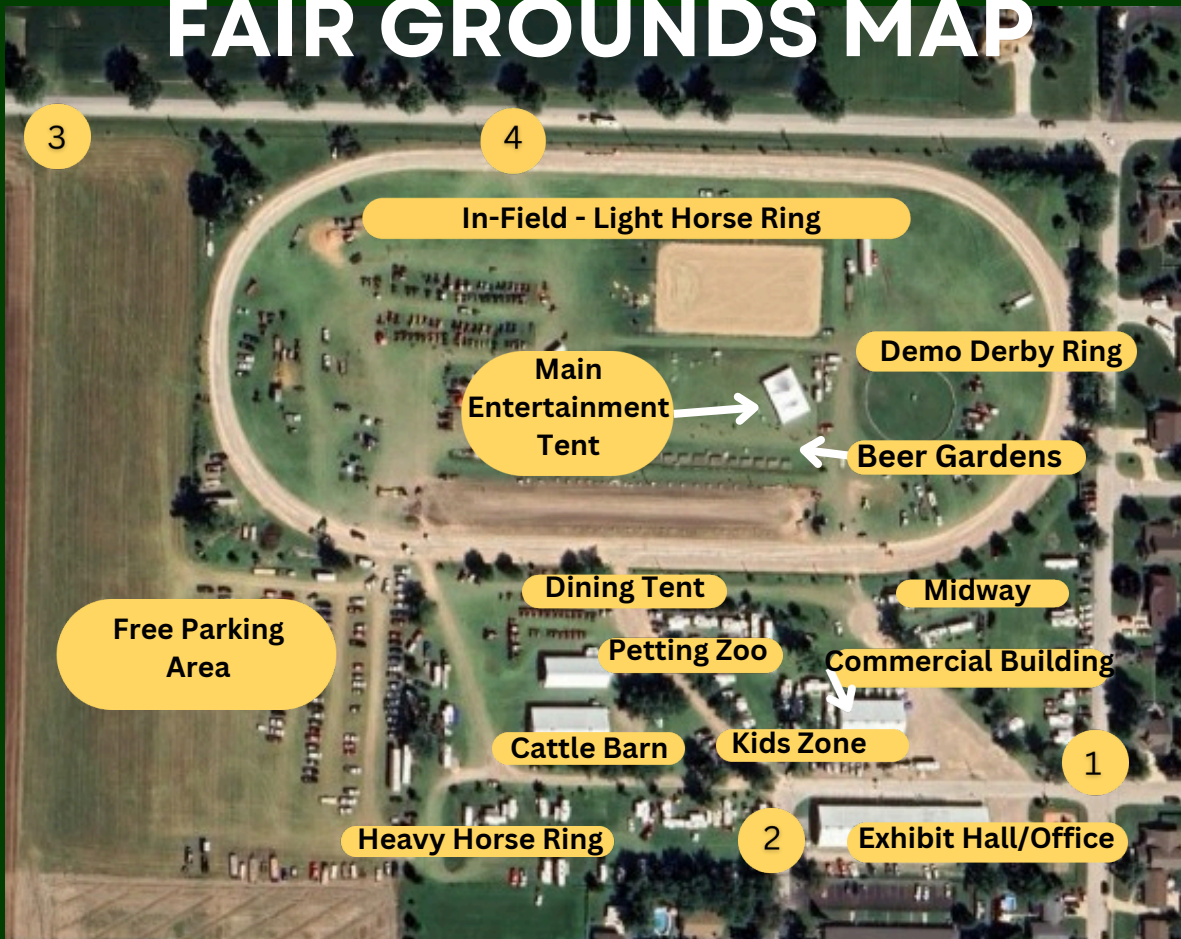 FAIR GROUNDS MAP
3
4
In-Field - Light Horse Ring
Demo Derby Ring
Main
Entertainment
Tent
Beer Gardens
Dining Tent
Midway
Free Parking
Area
Petting Zoo
Commercial Building
Cattle Barn
Kids Zone
1
2
Heavy Horse Ring
Exhibit Hall/Office